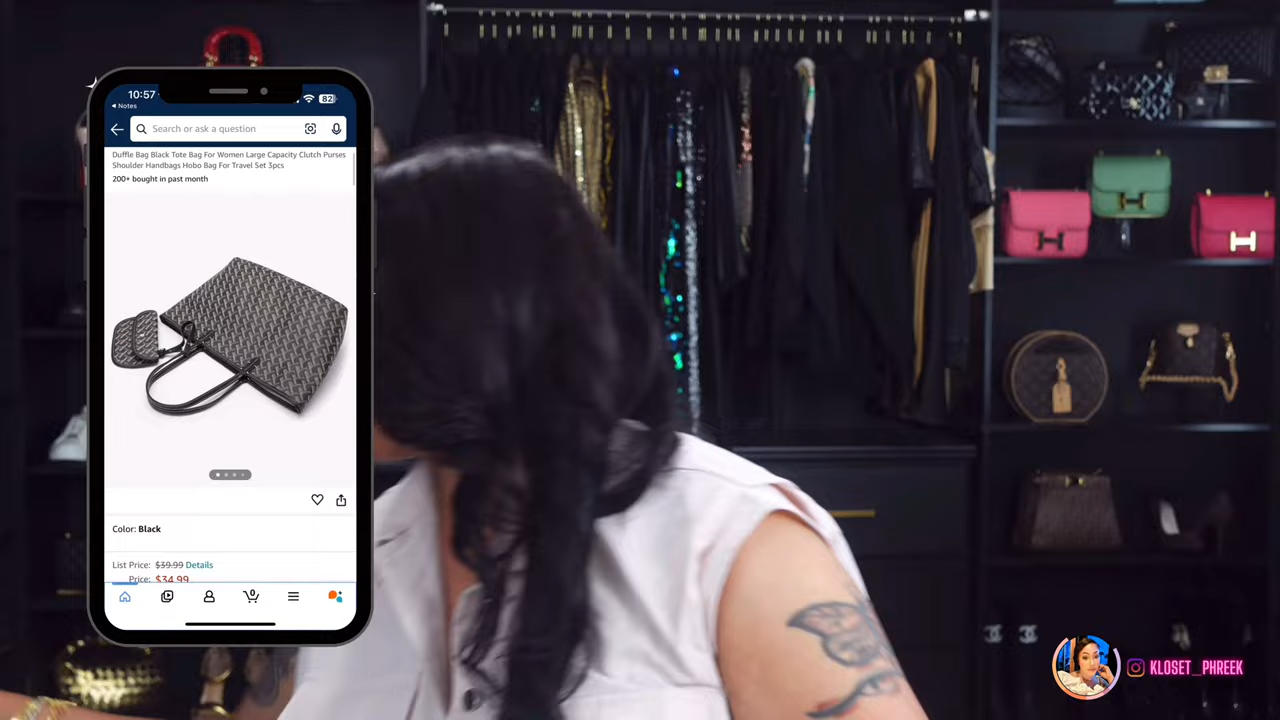 10:57
82
Notes
Search or ask a question
Duffle Bag Black Tote Bag For Women Large Capacity Clutch Purses
Shoulder Handbags Hobo Bag For Travel Set 3pcs
200+ bought in past month
Color: Black
List Price: $39.99 Details
Price: $34.99
0
KLOSET_PHREEK